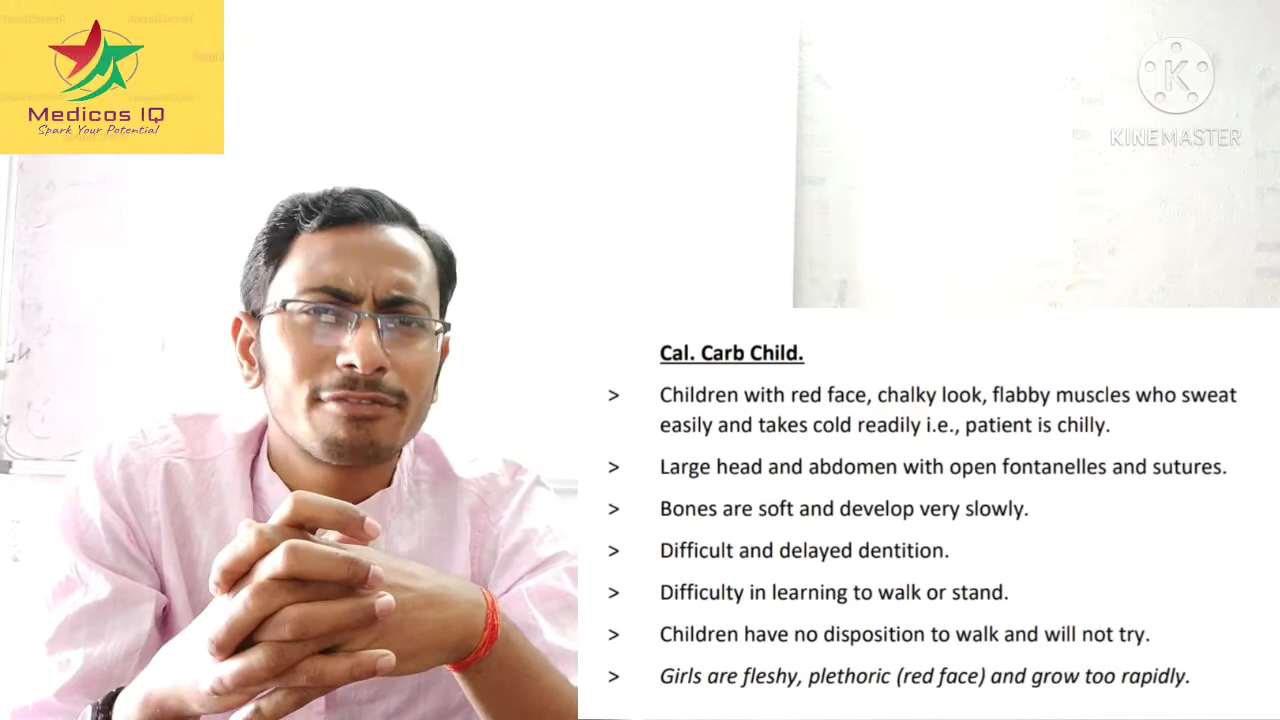 Medicos IQ
Spark Your Potential
K
KINEMASTER
Cal. Carb Child.
> Children with red face, chalky look, flabby muscles who sweat
easily and takes cold readily i.e., patient is chilly.
> Large head and abdomen with open fontanelles and sutures.
> Bones are soft and develop very slowly.
> Difficult and delayed dentition.
> Difficulty in learning to walk or stand.
> Children have no disposition to walk and will not try.
> Girls are fleshy, plethoric (red face) and grow too rapidly.